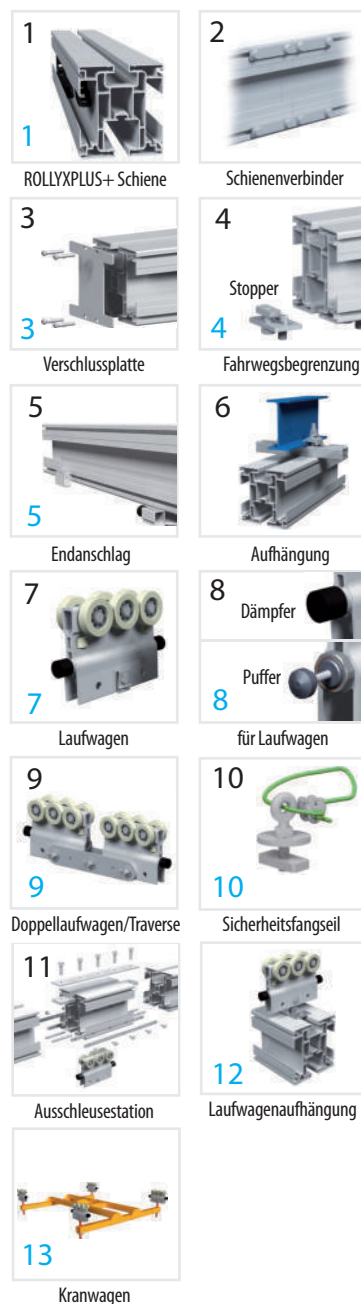 1
1
ROLLYXPLUS+ Schiene
2
Schienenverbinder
3
3
Verschlussplatte
4
Stopper
4
Fahrwegsbegrenzung
5
5
Endanschlag
6
Aufhängung
7
7
Laufwagen
8
Dämpfer
Puffer
8
für Laufwagen
9
9
Doppellaufwagen/Traverse
10
10
Sicherheitsfangseil
11
Ausschleusestation
12
Laufwagenaufhängung
13
Kranwagen